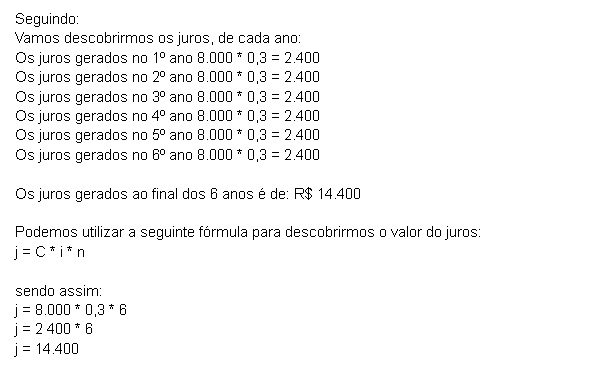 Seguindo:
Vamos descobrirmos os juros, de cada ano:
Os juros gerados no 1º ano 8.000 * 0,3 = 2.400
Os juros gerados no 2º ano 8.000 * 0,3 = 2.400
Os juros gerados no 3º ano 8.000 * 0,3 = 2.400
Os juros gerados no 4º ano 8.000 * 0,3 = 2.400
Os juros gerados no 5º ano 8.000 * 0,3 = 2.400
Os juros gerados no 6º ano 8.000 * 0,3 = 2.400
Os juros gerados ao final dos 6 anos é de: R$ 14.400
Podemos utilizar a seguinte fórmula para descobrirmos o valor do juros:
j = C * i * n
sendo assim:
j = 8.000 * 0,3 * 6
j = 2 400 * 6
j = 14.400